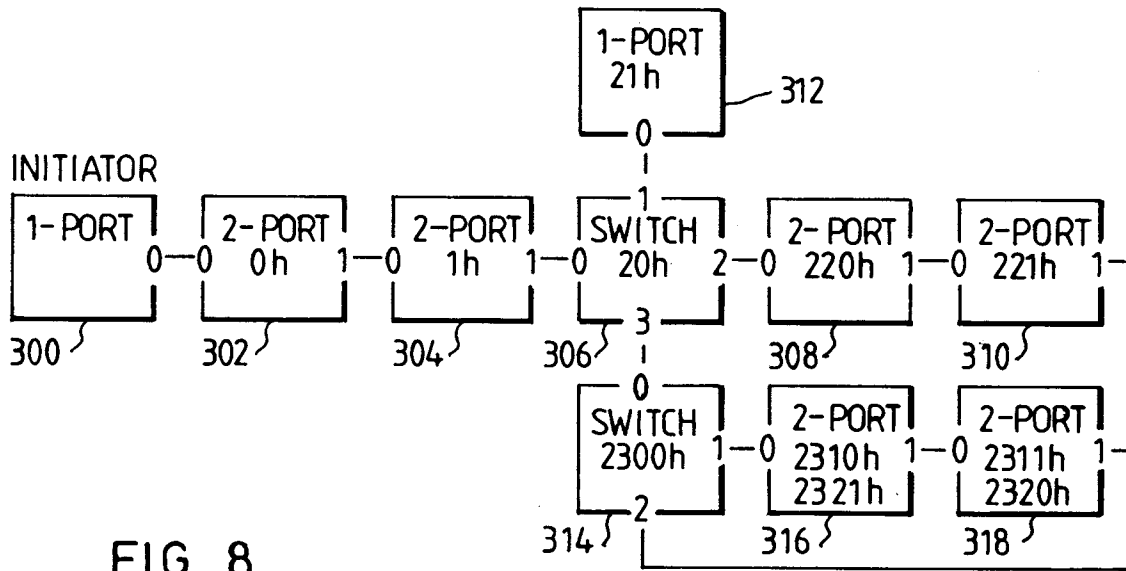 1-PORT
21h
312
0
INITIATOR
1
1-PORT
2-PORT
2-PORT
SWITCH
2-PORT
2-PORT
0h
1h
20h
220h
221h
0 0 1 0 1 0 2 0 1 0 1
3
300 302 304 306 308 310
0
SWITCH
2-PORT
2-PORT
2300h
1 0
2310h
1 0
2311h
1
2321h
2320h
2
314 316 318
FIG 8